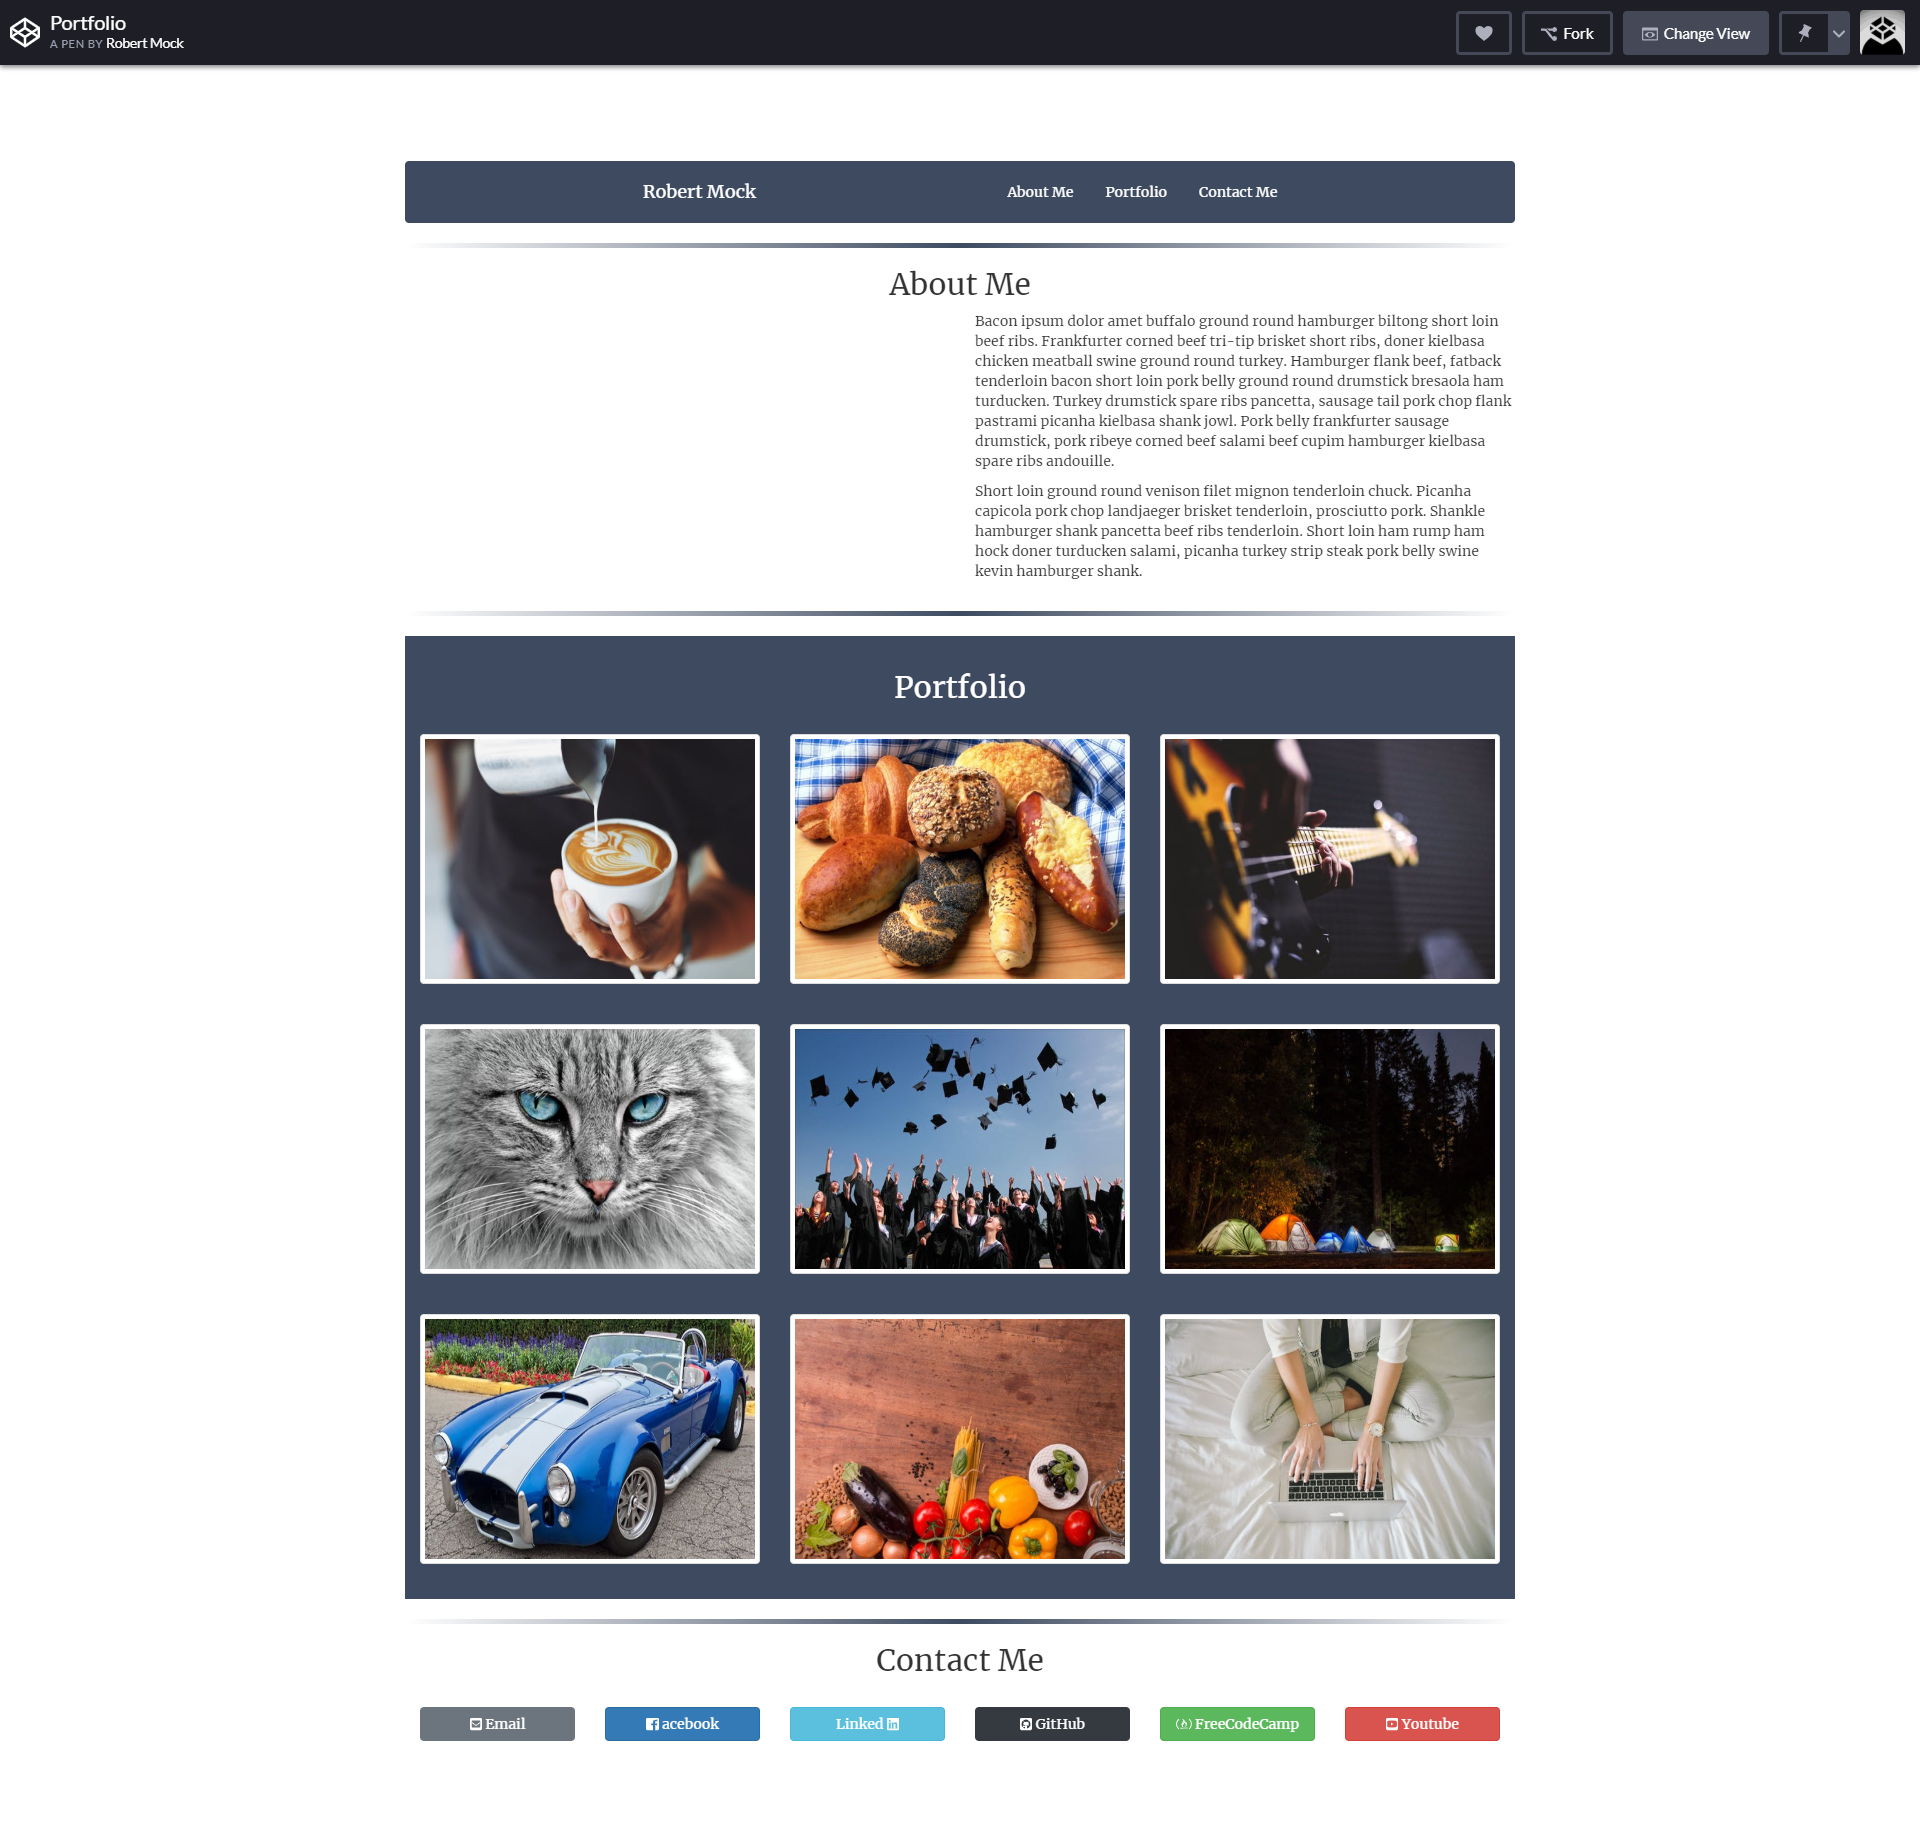 Portfolio
A PEN BY Robert Mock
Fork
Change View
Robert Mock
About Me
Portfolio
Contact Me
About Me
Bacon ipsum dolor amet buffalo ground round hamburger biltong short loin
beef ribs. Frankfurter corned beef tri-tip brisket short ribs, doner kielbasa
chicken meatball swine ground round turkey. Hamburger flank beef, fatback
tenderloin bacon short loin pork belly ground round drumstick bresaola ham
turducken. Turkey drumstick spare ribs pancetta, sausage tail pork chop flank
pastrami picanha kielbasa shank jowl. Pork belly frankfurter sausage
drumstick, pork ribeye corned beef salami beef cupim hamburger kielbasa
spare ribs andouille.
Short loin ground round venison filet mignon tenderloin chuck. Picanha
capicola pork chop landjaeger brisket tenderloin, prosciutto pork. Shankle
hamburger shank pancetta beef ribs tenderloin. Short loin ham rump ham
hock doner turducken salami, picanha turkey strip steak pork belly swine
kevin hamburger shank.
Portfolio
Contact Me
Email
acebook
Linked in
GitHub
FreeCodeCamp
Youtube